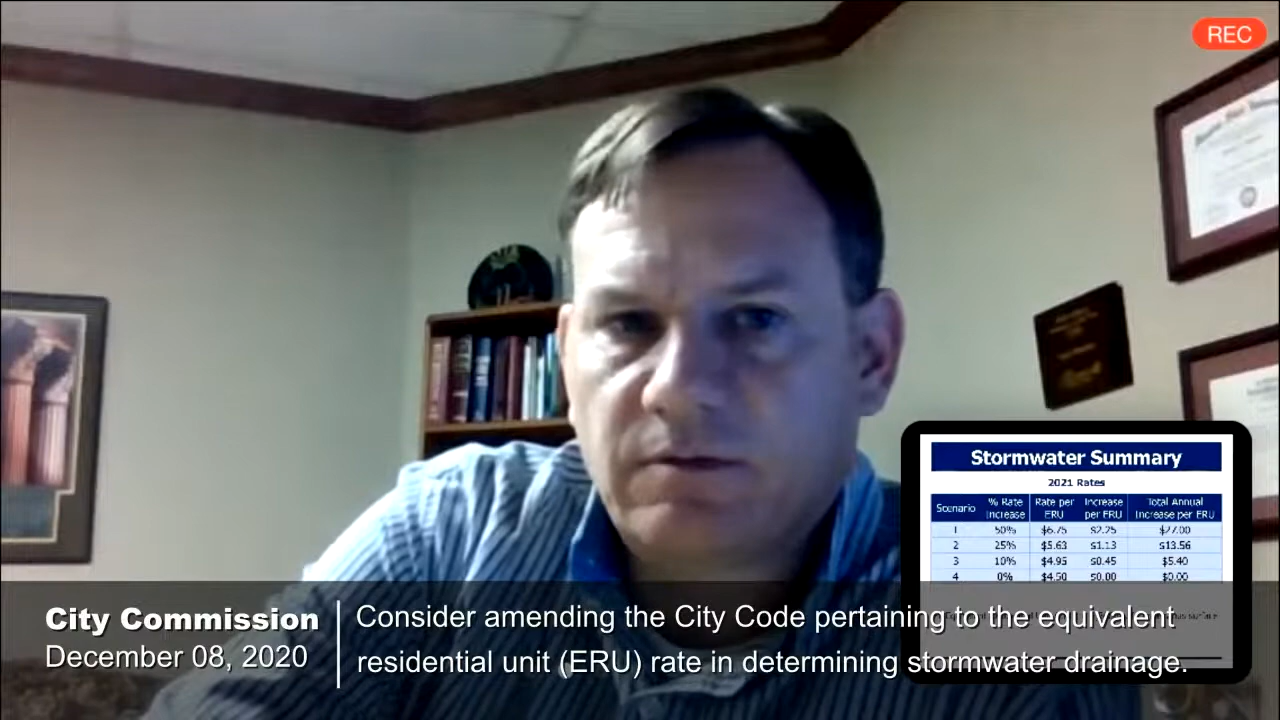 REC
Stormwater Summary
2021 Rates
Scenario % Rate Increase Rate per ERU Increase per ERU Total Annual Increase per ERU
1 50% $6.75 $2.25 $27.00
2 25% $5.63 $1.13 $13.56
3 10% $4.95 $0.45 $5.40
4 0% $4.50 $0.00 $0.00
City Commission
December 08, 2020
Consider amending the City Code pertaining to the equivalent
residential unit (ERU) rate in determining stormwater drainage.